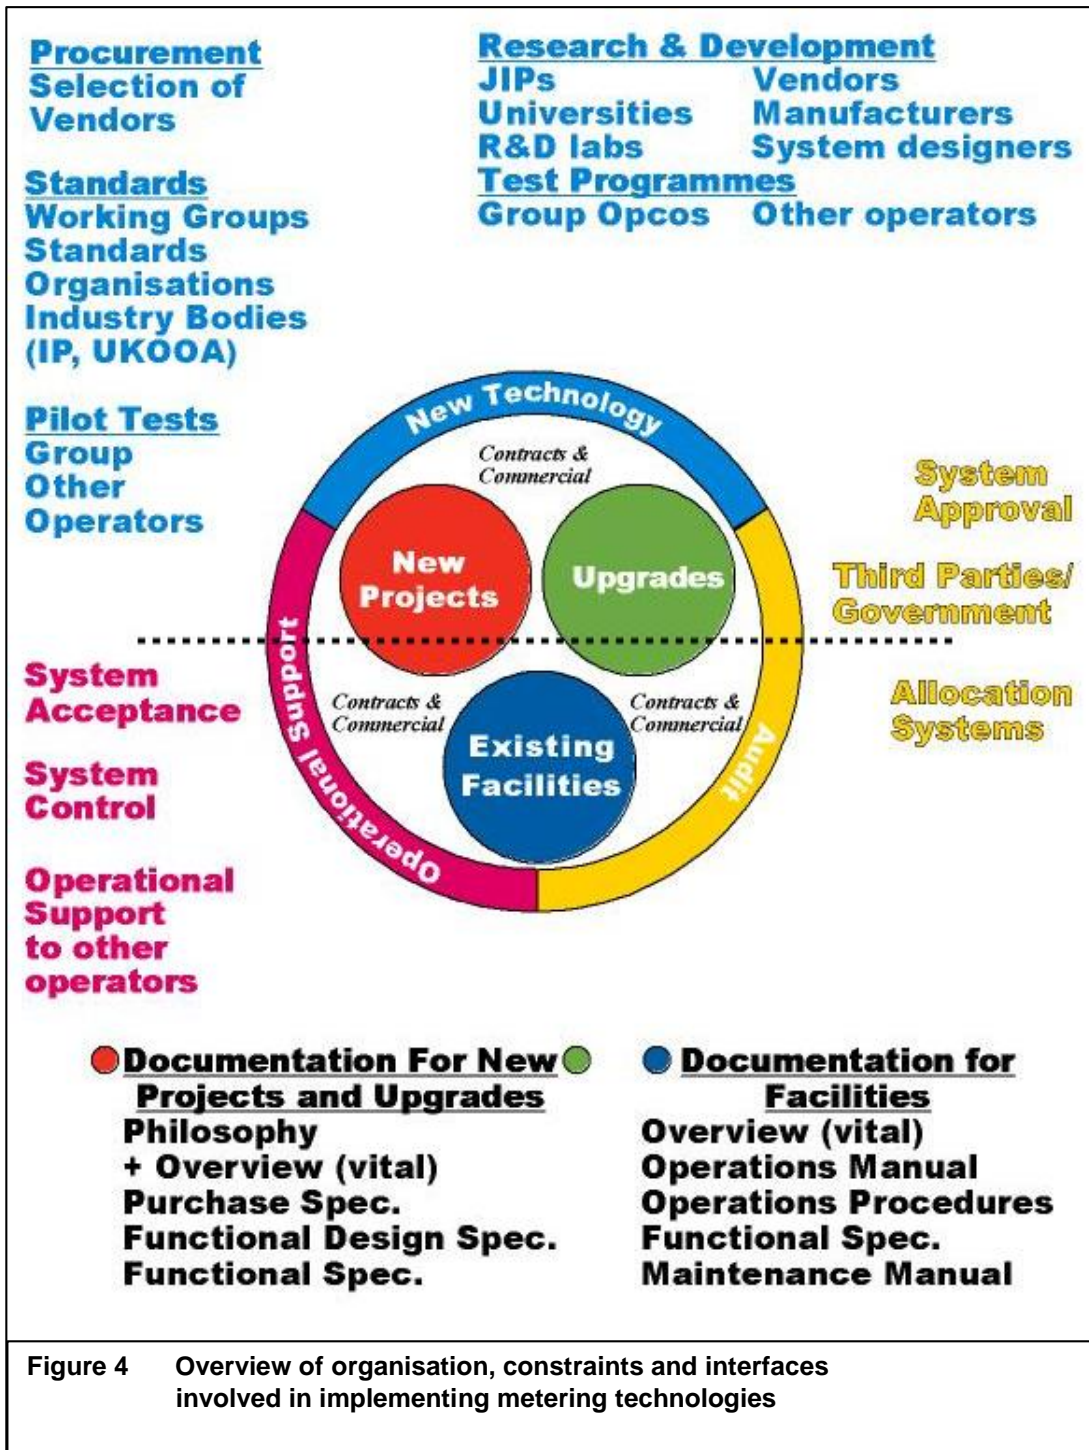 Procurement
Selection of
Vendors
Research & Development
JIPs Vendors
Universities Manufacturers
R&D labs System designers
Test Programmes
Group Opcos Other operators
Standards
Working Groups
Standards
Organisations
Industry Bodies
(IP, UKOOA)
Pilot Tests
Group
Other
Operators
New Technology
Contracts &
Commercial
New
Projects
Upgrades
System
Approval
Third Parties/
Government
Operational Support
System
Acceptance
System
Control
Operational
Support
to other
operators
Contracts &
Commercial
Contracts &
Commercial
Existing
Facilities
Audit
Allocation
Systems
Documentation For New
Projects and Upgrades
Philosophy
+ Overview (vital)
Purchase Spec.
Functional Design Spec.
Functional Spec.
Documentation for
Facilities
Overview (vital)
Operations Manual
Operations Procedures
Functional Spec.
Maintenance Manual
Figure 4 Overview of organisation, constraints and interfaces
involved in implementing metering technologies